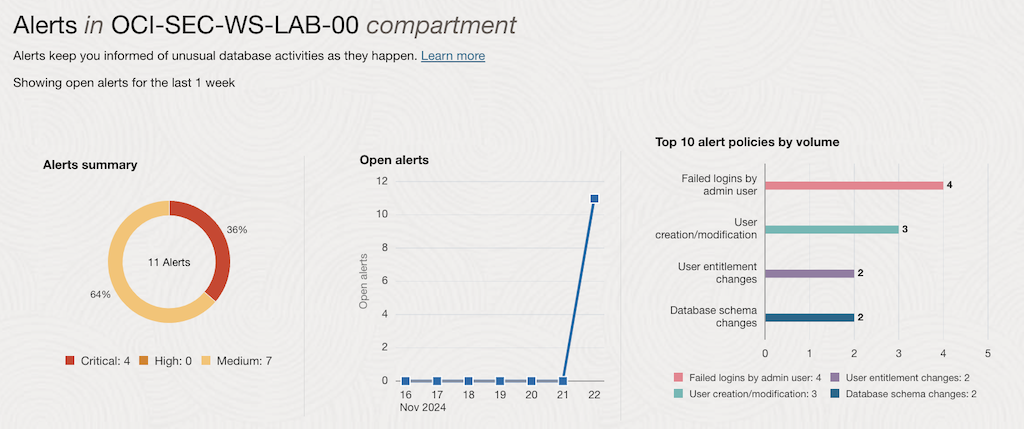 Alerts in OCI-SEC-WS-LAB-00 compartment
Alerts keep you informed of unusual database activities as they happen. Learn more
Showing open alerts for the last 1 week
Alerts summary
36%
11 Alerts
64%
Critical: 4 High: 0 Medium: 7
Open alerts
12
10
8
6
4
2
0
Open alerts
16 17 18 19 20 21 22
Nov 2024
Top 10 alert policies by volume
Failed logins by
admin user
4
User
creation/modification
3
User entitlement
changes
2
Database schema
changes
2
0 1 2 3 4 5
Failed logins by admin user: 4 User entitlement changes: 2
User creation/modification: 3 Database schema changes: 2